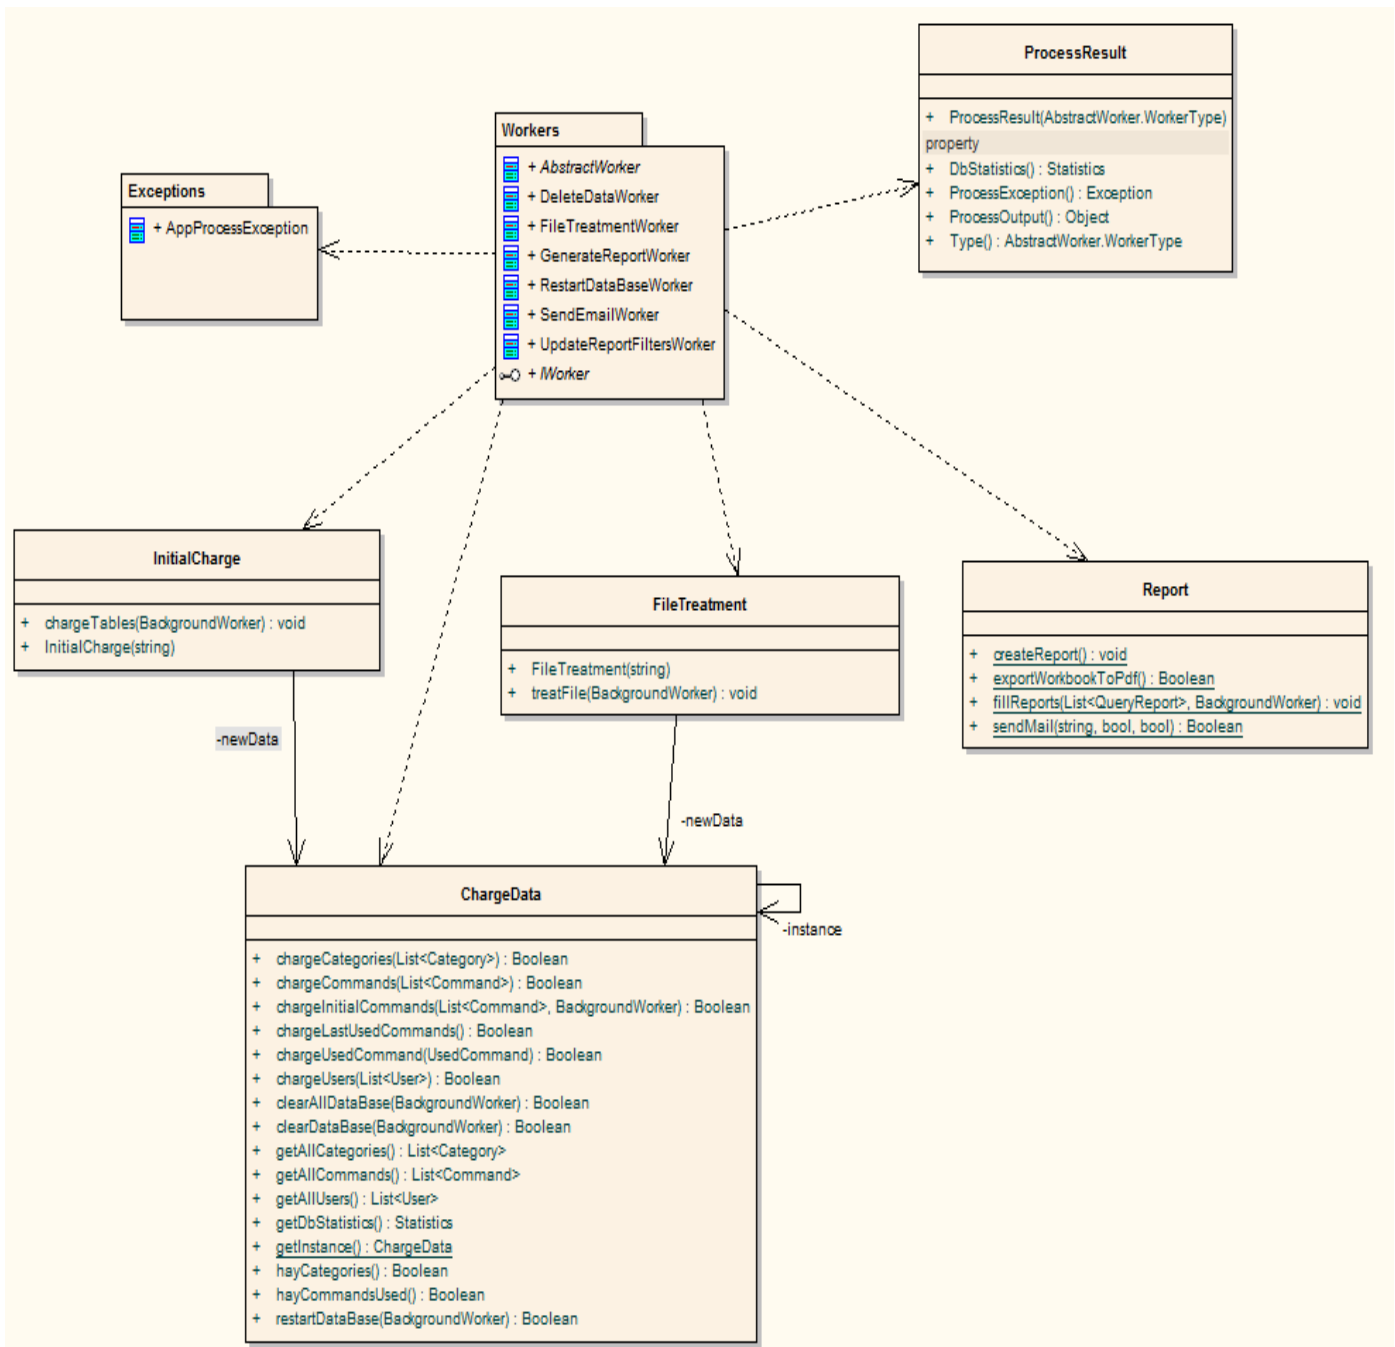 ProcessResult
+ ProcessResult(AbstractWorker.WorkerType)
property
+ DbStatistics() : Statistics
+ ProcessException() : Exception
+ ProcessOutput() : Object
+ Type() : AbstractWorker.WorkerType
Workers
+ AbstractWorker
+ DeleteDataWorker
+ FileTreatmentWorker
+ GenerateReportWorker
+ RestartDataBaseWorker
+ SendEmailWorker
+ UpdateReportFiltersWorker
+ IWorker
Exceptions
+ AppProcessException
InitialCharge
+ chargeTables(BackgroundWorker) : void
+ InitialCharge(string)
FileTreatment
+ FileTreatment(string)
+ treatFile(BackgroundWorker) : void
Report
+ createReport() : void
+ exportWorkbookToPdf() : Boolean
+ fillReports(List<QueryReport>, BackgroundWorker) : void
+ sendMail(string, bool, bool) : Boolean
-newData
-newData
ChargeData
-instance
+ chargeCategories(List<Category>) : Boolean
+ chargeCommands(List<Command>) : Boolean
+ chargeInitialCommands(List<Command>, BackgroundWorker) : Boolean
+ chargeLastUsedCommands() : Boolean
+ chargeUsedCommand(UsedCommand) : Boolean
+ chargeUsers(List<User>) : Boolean
+ clearAllDataBase(BackgroundWorker) : Boolean
+ clearDataBase(BackgroundWorker) : Boolean
+ getAllCategories() : List<Category>
+ getAllCommands() : List<Command>
+ getAllUsers() : List<User>
+ getDbStatistics() : Statistics
+ getInstance() : ChargeData
+ hayCategories() : Boolean
+ hayCommandsUsed() : Boolean
+ restartDataBase(BackgroundWorker) : Boolean